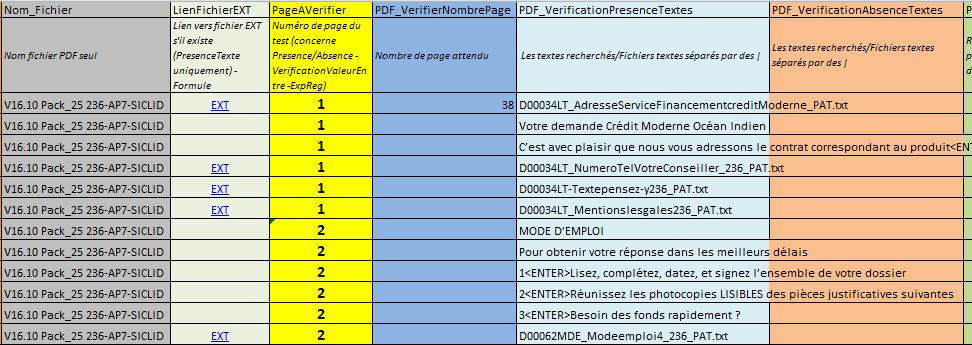 Nom_Fichier LienFichierEXT PageAVerifier PDF_VerifierNombrePage PDF_VerificationPresenceTextes PDF_VerificationAbsenceTextes P
Nom fichier PDF seul
Lien vers fichier EXT
s'il existe
(PresenceTexte
uniquement) -
Formule
Numéro de page du
test (concerne
Presence/Absence -
VerificationValeurEn
tre -ExpReg)
Nombre de page attendu
Les textes recherchés/Fichiers textes séparés par des |
Les textes recherchés/Fichiers textes
séparés par des |
R
p
d
V16.10 Pack_25 236-AP7-SICLID EXT 1 38 D00034LT_AdresseServiceFinancementcreditModerne_PAT.txt
V16.10 Pack_25 236-AP7-SICLID 1 Votre demande Crédit Moderne Océan Indien
V16.10 Pack_25 236-AP7-SICLID 1 C’est avec plaisir que nous vous adressons le contrat correspondant au produit<ENT
V16.10 Pack_25 236-AP7-SICLID EXT 1 D00034LT_NumeroTelVotreConseiller_236_PAT.txt
V16.10 Pack_25 236-AP7-SICLID EXT 1 D00034LT-Textepensez-y236_PAT.txt
V16.10 Pack_25 236-AP7-SICLID EXT 1 D00034LT_Mentionslesgales236_PAT.txt
V16.10 Pack_25 236-AP7-SICLID 2 MODE D’EMPLOI
V16.10 Pack_25 236-AP7-SICLID 2 Pour obtenir votre réponse dans les meilleurs délais
V16.10 Pack_25 236-AP7-SICLID 2 1<ENTER>Lisez, complétez, datez, et signez l’ensemble de votre dossier
V16.10 Pack_25 236-AP7-SICLID 2 2<ENTER>Réunissez les photocopies LISIBLES des pièces justificatives suivantes
V16.10 Pack_25 236-AP7-SICLID 2 3<ENTER>Besoin des fonds rapidement ?
V16.10 Pack_25 236-AP7-SICLID EXT 2 D00062MDE_Modeemploi4_236_PAT.txt